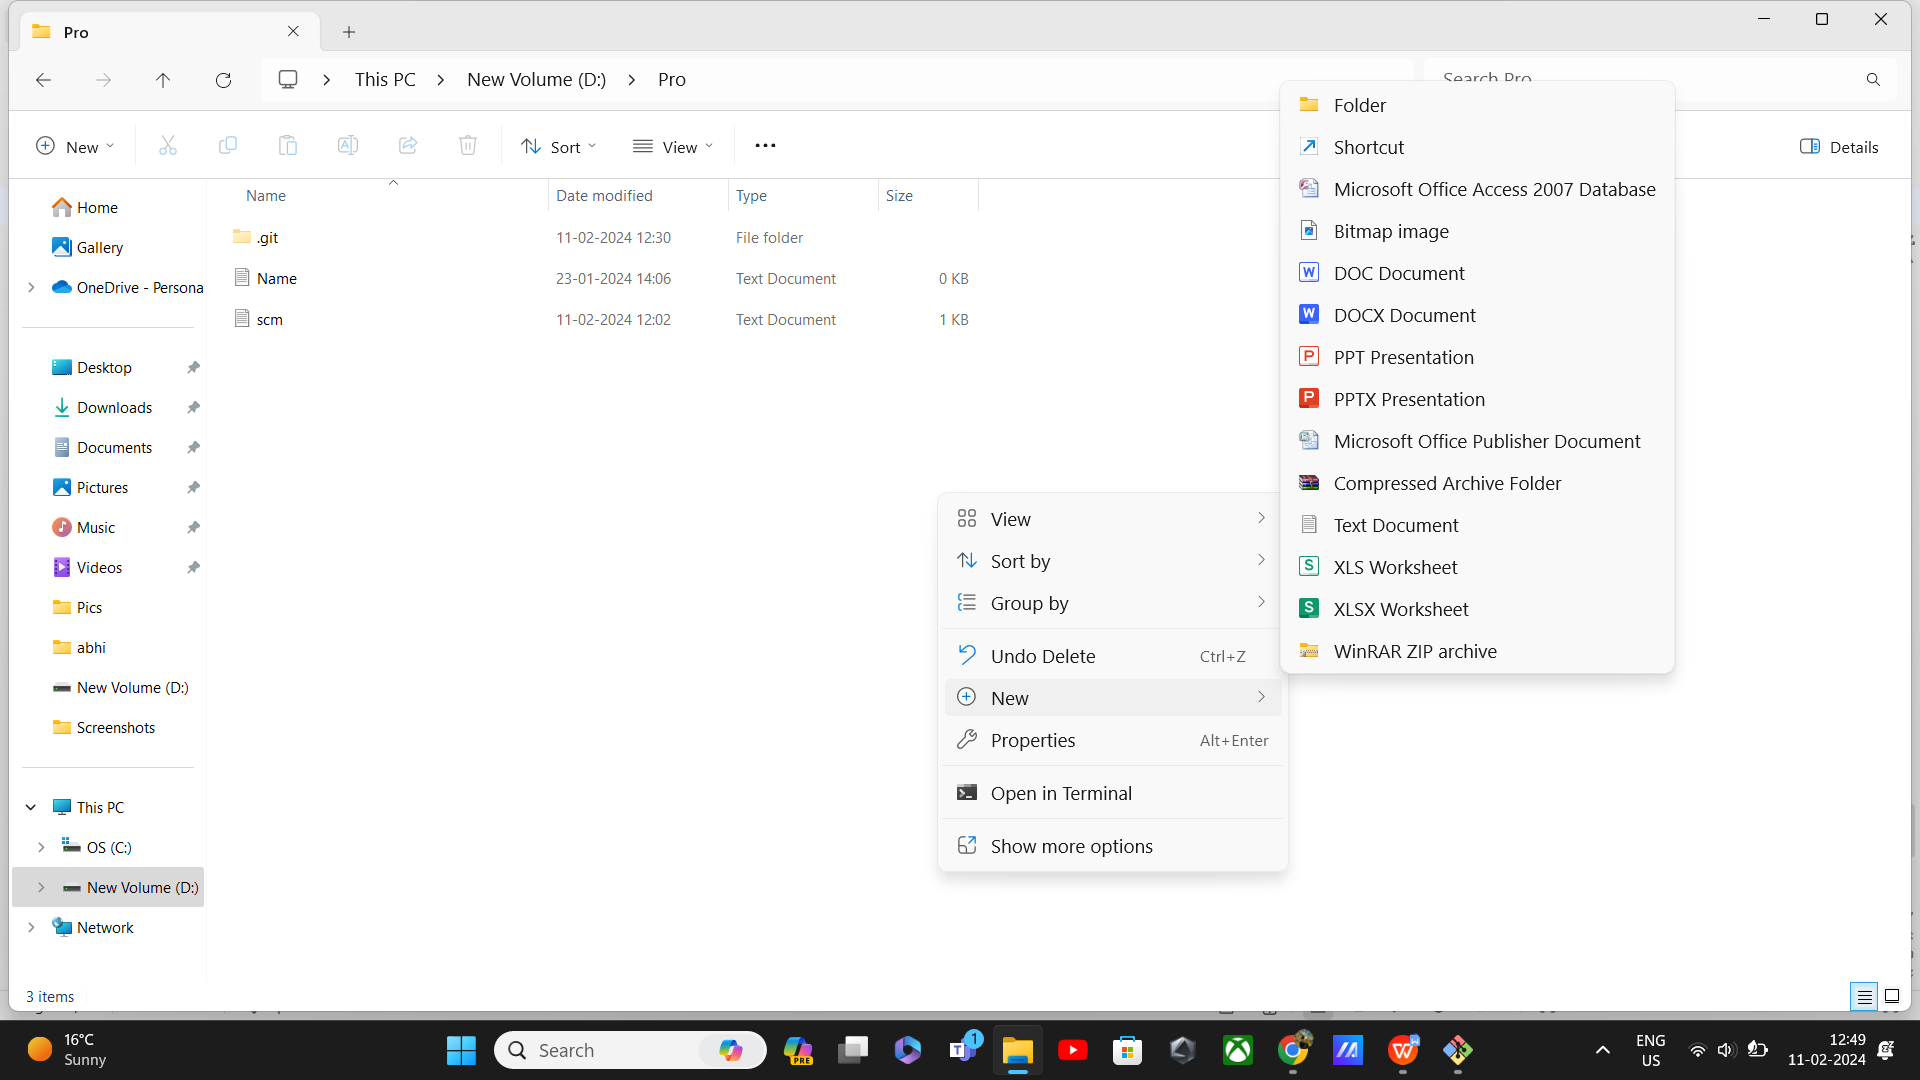 Pro
This PC
New Volume (D:)
Pro
Search Pro
New
Sort
View
Details
Name
Date modified
Type
Size
.git
11-02-2024 12:30
File folder
Name
23-01-2024 14:06
Text Document
0 KB
scm
11-02-2024 12:02
Text Document
1 KB
Home
Gallery
OneDrive - Persona
Desktop
Downloads
Documents
Pictures
Music
Videos
Pics
abhi
New Volume (D:)
Screenshots
This PC
OS (C:)
New Volume (D:)
Network
View
Sort by
Group by
Undo Delete Ctrl+Z
New
Properties Alt+Enter
Open in Terminal
Show more options
Folder
Shortcut
Microsoft Office Access 2007 Database
Bitmap image
DOC Document
DOCX Document
PPT Presentation
PPTX Presentation
Microsoft Office Publisher Document
Compressed Archive Folder
Text Document
XLS Worksheet
XLSX Worksheet
WinRAR ZIP archive
3 items
16°C
Sunny
Search
PRE
1
ENG
US
12:49
11-02-2024